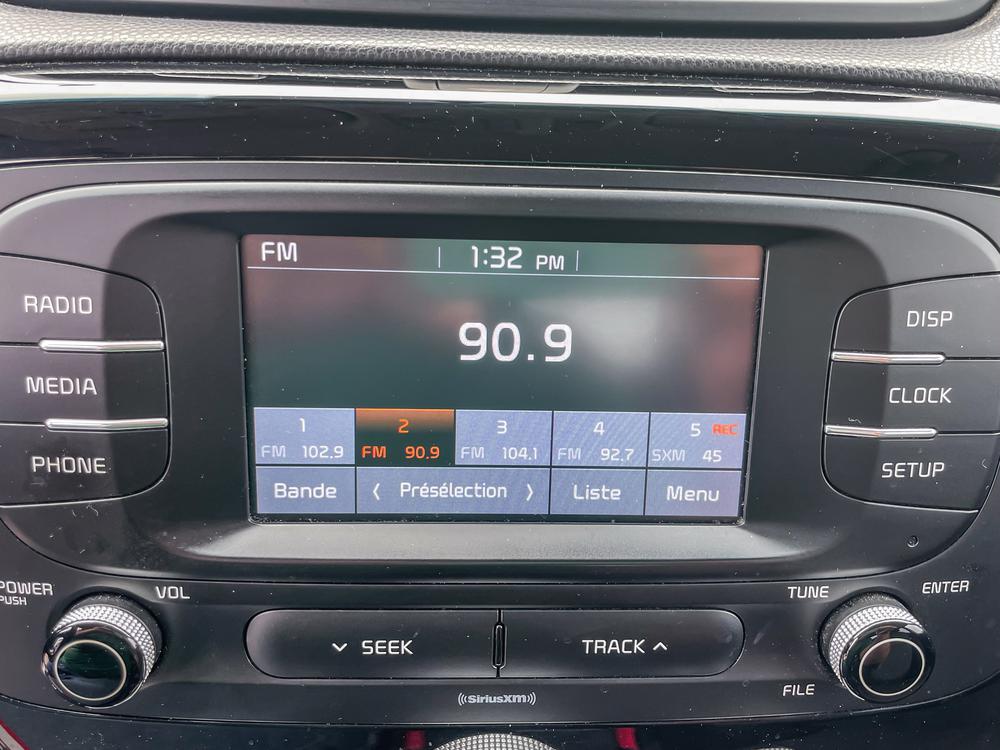 FM 1:32 PM
90.9
1 2 3 4 5 REC
FM 102.9 FM 90.9 FM 104.1 FM 92.7 SXM 45
Bande Présélection Liste Menu
RADIO
MEDIA
PHONE
DISP
CLOCK
SETUP
POWER
PUSH
VOL
TUNE
ENTER
SEEK
TRACK
FILE
((SiriusXM))